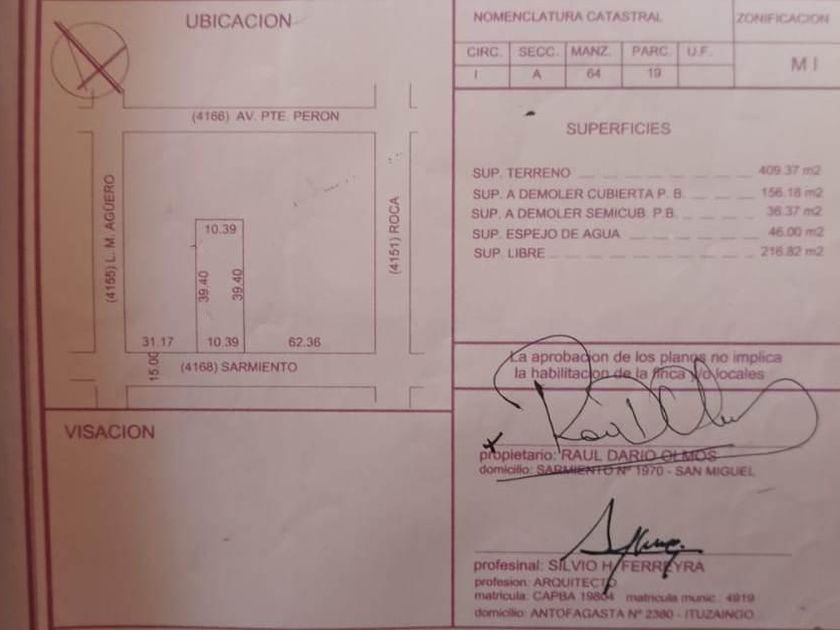 UBICACION
(4166) AV. PTE. PERON
(4155) L. M. AGÜERO
(4151) ROCA
10.39
39.40
39.40
31.17
10.39
62.36
15.00
(4168) SARMIENTO
VISACION
NOMENCLATURA CATASTRAL
ZONIFICACION
CIRC. SECC. MANZ. PARC. U.F.
I A 64 19
M I
SUPERFICIES
SUP. TERRENO 409.37 m2
SUP. A DEMOLER CUBIERTA P. B. 156.18 m2
SUP. A DEMOLER SEMICUB. P.B. 36.37 m2
SUP. ESPEJO DE AGUA 46.00 m2
SUP. LIBRE 216.82 m2
La aprobacion de los planos no implica
la habilitacion de la finca y/o locales
propietario: RAUL DARIO OLMOS
domicilio: SARMIENTO Nº 1970 - SAN MIGUEL
profesinal: SILVIO H. FERREYRA
profesion: ARQUITECTO
matricula: CAPBA 19804 matricula munic. 4919
domicilio: ANTOFAGASTA Nº 2380 - ITUZAINGO